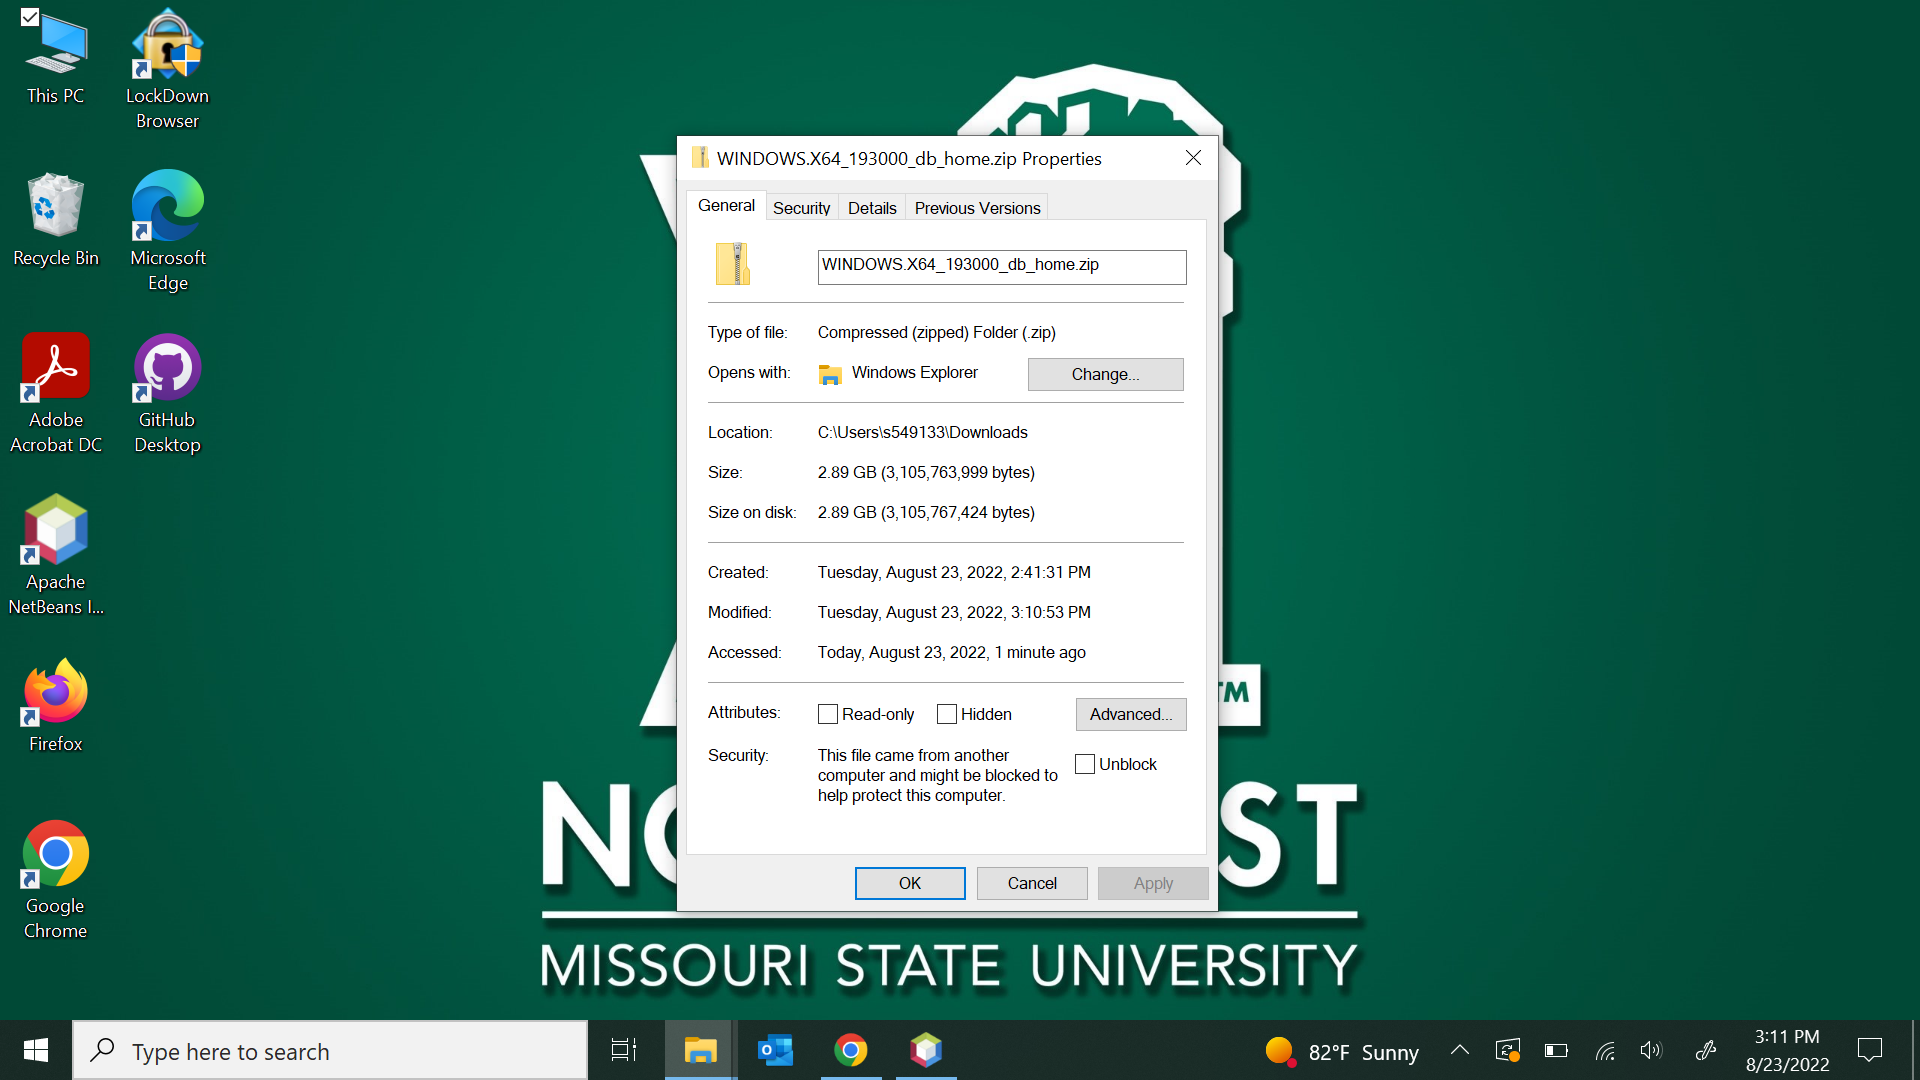 This PC
LockDown
Browser
Recycle Bin
Microsoft
Edge
Adobe
Acrobat DC
GitHub
Desktop
Apache
NetBeans I...
Firefox
Google
Chrome
WINDOWS.X64_193000_db_home.zip Properties
General
Security
Details
Previous Versions
WINDOWS.X64_193000_db_home.zip
Type of file: Compressed (zipped) Folder (.zip)
Opens with: Windows Explorer
Change...
Location: C:\Users\s549133\Downloads
Size: 2.89 GB (3,105,763,999 bytes)
Size on disk: 2.89 GB (3,105,767,424 bytes)
Created: Tuesday, August 23, 2022, 2:41:31 PM
Modified: Tuesday, August 23, 2022, 3:10:53 PM
Accessed: Today, August 23, 2022, 1 minute ago
Attributes: Read-only Hidden Advanced...
Security: This file came from another
computer and might be blocked to
help protect this computer.
Unblock
OK Cancel Apply
TM
MISSOURI STATE UNIVERSITY
Type here to search
82°F Sunny
3:11 PM
8/23/2022